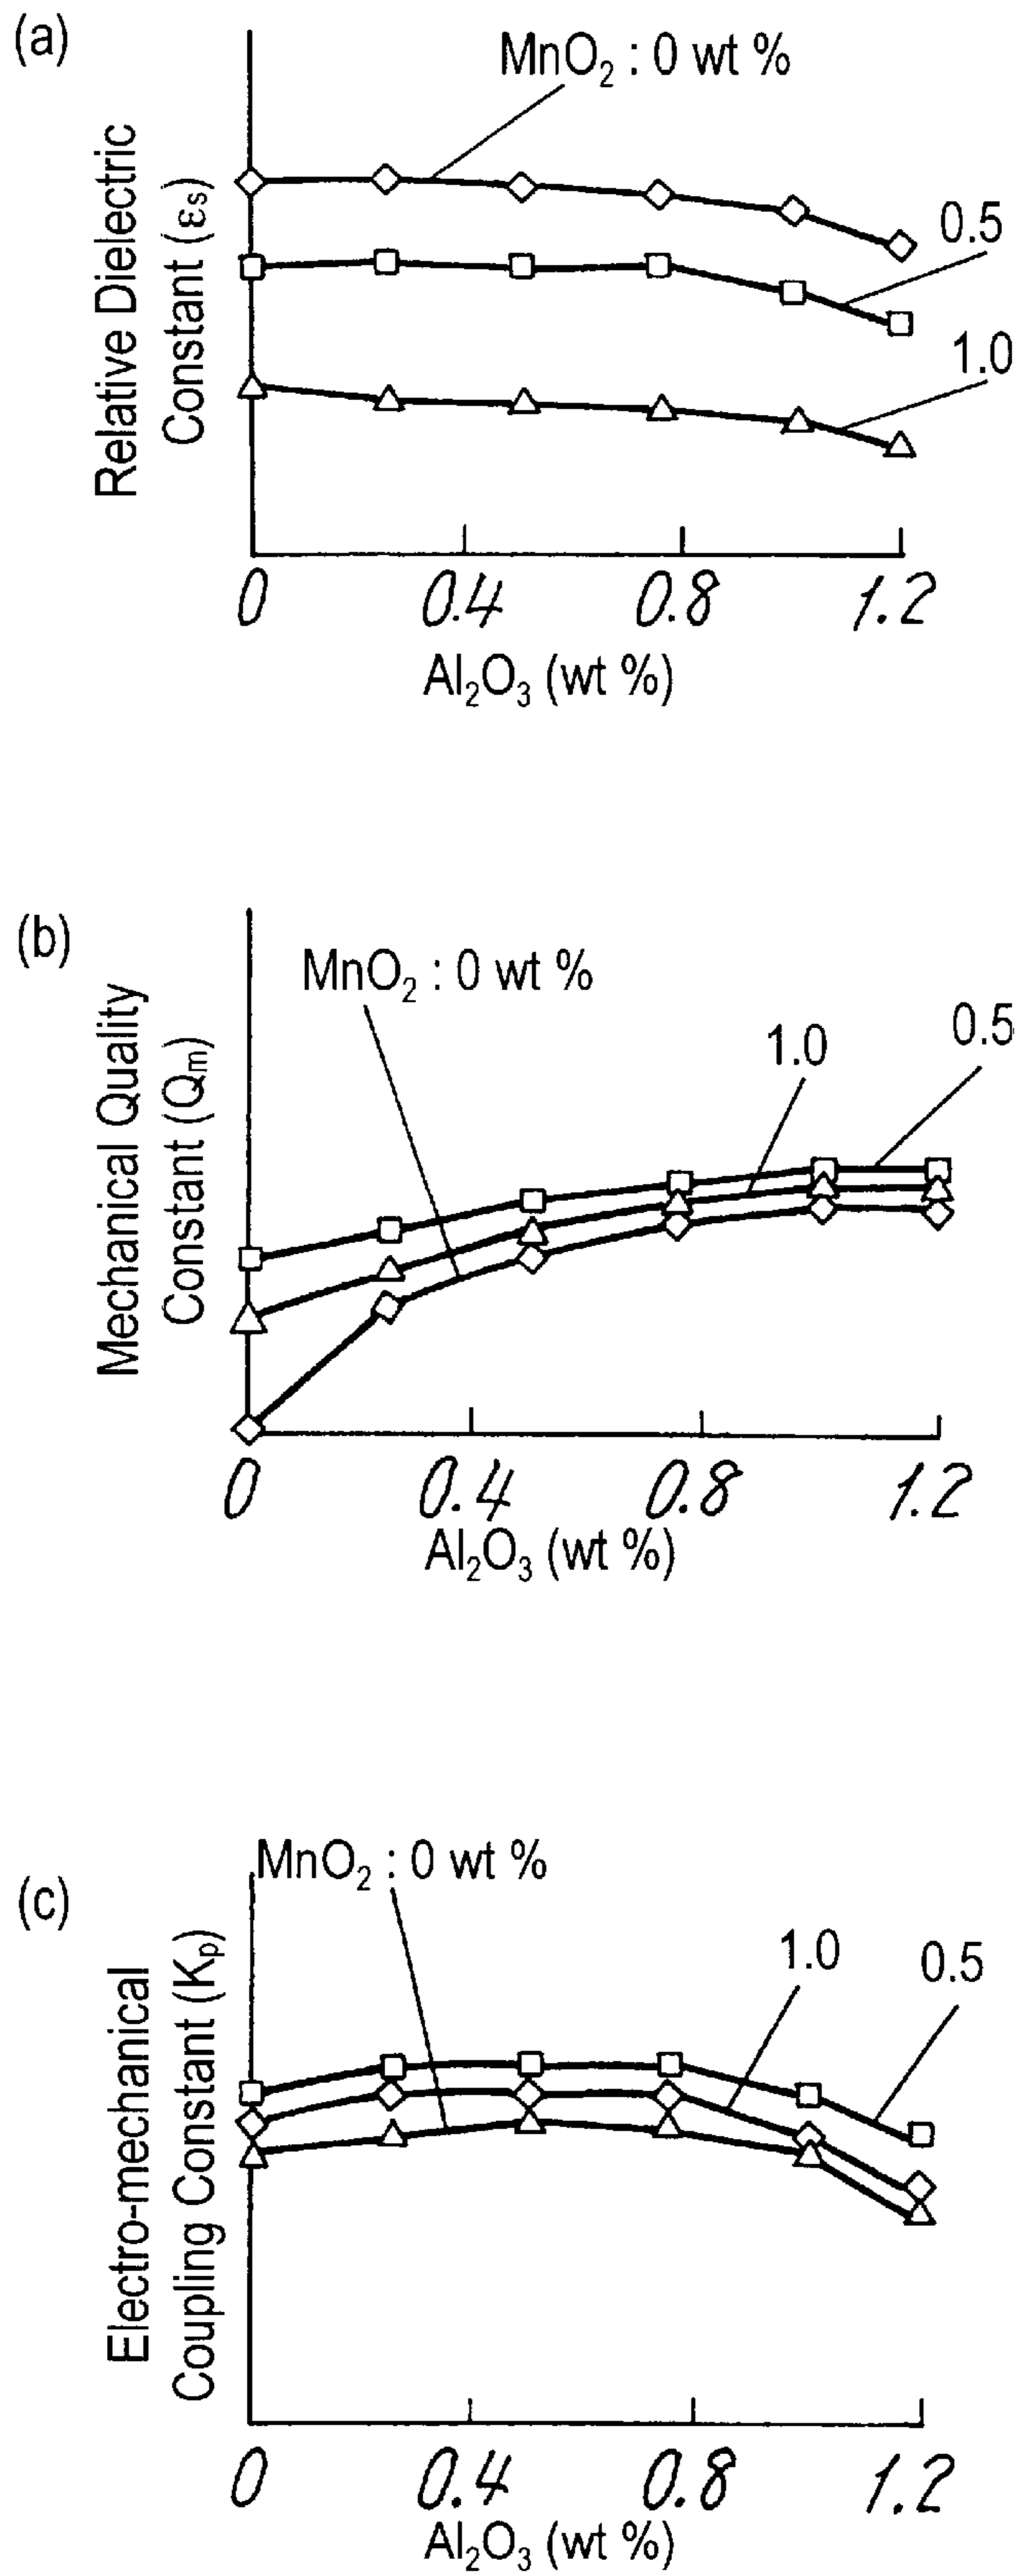 (a)
MnO₂ : 0 wt %
0.5
1.0
Relative Dielectric
Constant (εs)
0 0.4 0.8 1.2
Al₂O₃ (wt %)
(b)
MnO₂ : 0 wt %
1.0
0.5
Mechanical Quality
Constant (Qm)
0 0.4 0.8 1.2
Al₂O₃ (wt %)
(c)
MnO₂ : 0 wt %
1.0
0.5
Electro-mechanical
Coupling Constant (Kp)
0 0.4 0.8 1.2
Al₂O₃ (wt %)